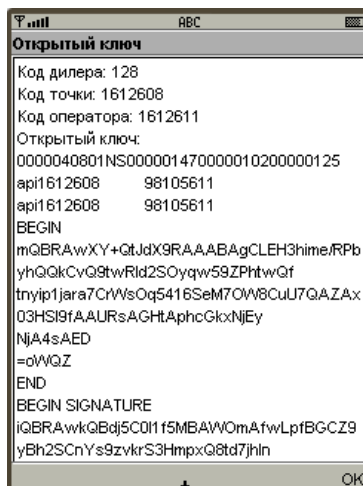 ABC
Открытый ключ
Код дилера: 128
Код точки: 1612608
Код оператора: 1612611
Открытый ключ:
0000040801NS000001470000010200000125
api1612608 98105611
api1612608 98105611
BEGIN
mQBRAwXY+QtJdX9RAAABAgCLEH3hime/RPb
yhQQkCvQ9twRld2SOyqw59ZPhtwQf
tnyip1jara7CrWsOq5416SeM7OW8CuU7QAZAx
03HSl9fAAURsAGHtAphcGkxNjEy
NjA4sAED
=oWQZ
END
BEGIN SIGNATURE
iQBRAwkQBdj5C0l1f5MBAWOmAfwLpfBGCZ9
yBh2SCnYs9zvkrS3HmpxQ8td7jhln
OK